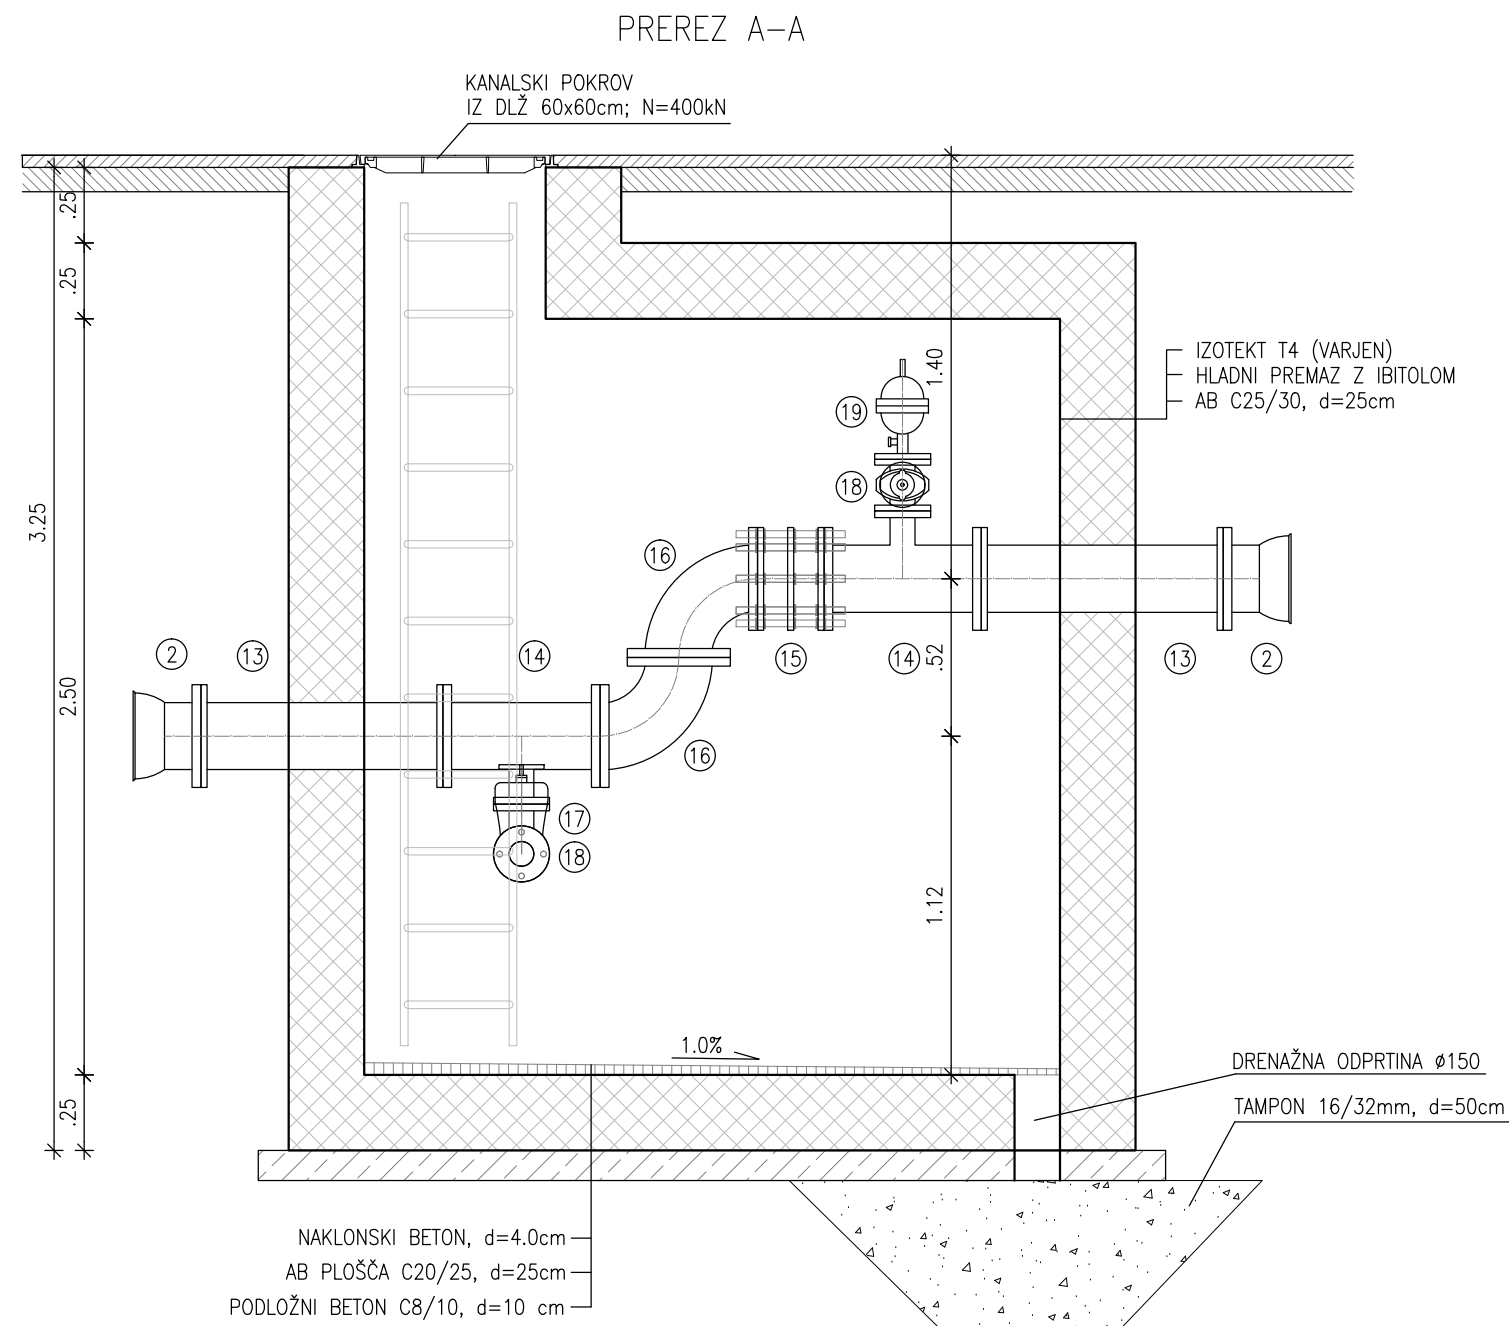 PREREZ A–A
KANALSKI POKROV
IZ DLŽ 60x60cm; N=400kN
.25
.25
3.25
2.50
.25
1.40
.52
1.12
IZOTEKT T4 (VARJEN)
HLADNI PREMAZ Z IBITOLOM
AB C25/30, d=25cm
19
18
16
2
13
14
15
14
13
2
16
17
18
1.0%
DRENAŽNA ODPRTINA ø150
TAMPON 16/32mm, d=50cm
NAKLONSKI BETON, d=4.0cm
AB PLOŠČA C20/25, d=25cm
PODLOŽNI BETON C8/10, d=10 cm